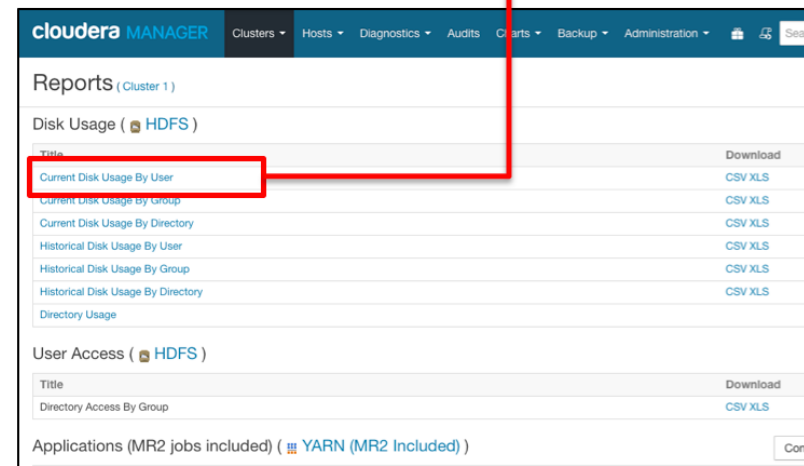 cloudera MANAGER Clusters Hosts Diagnostics Audits Charts Backup Administration
Reports (Cluster 1)
Disk Usage ( HDFS )
Title Download
Current Disk Usage By User CSV XLS
Current Disk Usage By Group CSV XLS
Current Disk Usage By Directory CSV XLS
Historical Disk Usage By User CSV XLS
Historical Disk Usage By Group CSV XLS
Historical Disk Usage By Directory CSV XLS
Directory Usage
User Access ( HDFS )
Title Download
Directory Access By Group CSV XLS
Applications (MR2 jobs included) ( YARN (MR2 Included) )